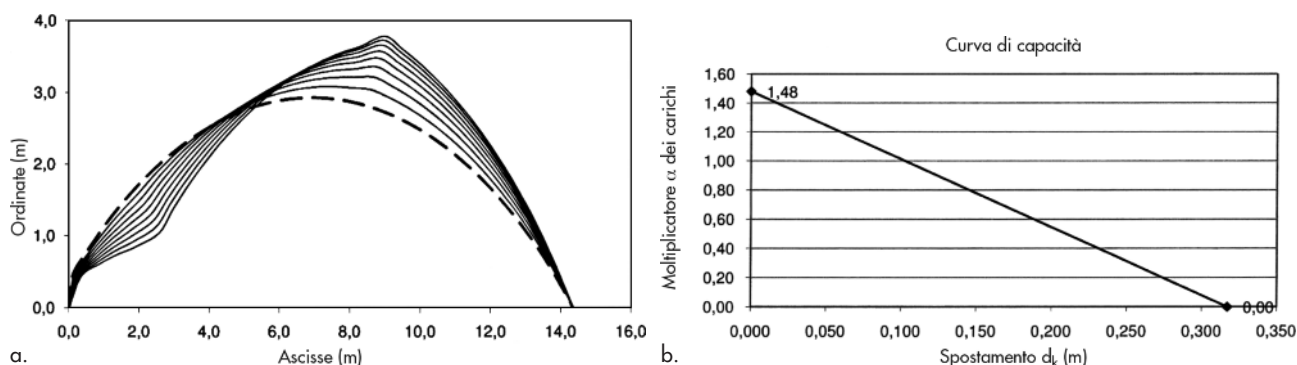 4,0
3,0
2,0
1,0
0,0
Ordinate (m)
0,0 2,0 4,0 6,0 8,0 10,0 12,0 14,0 16,0
Ascisse (m)
a.
Curva di capacità
1,60
1,40
1,20
1,00
0,80
0,60
0,40
0,20
0,00
Moltiplicatore α dei carichi
1,48
0,00
0,000 0,050 0,100 0,150 0,200 0,250 0,300 0,350
Spostamento dk (m)
b.